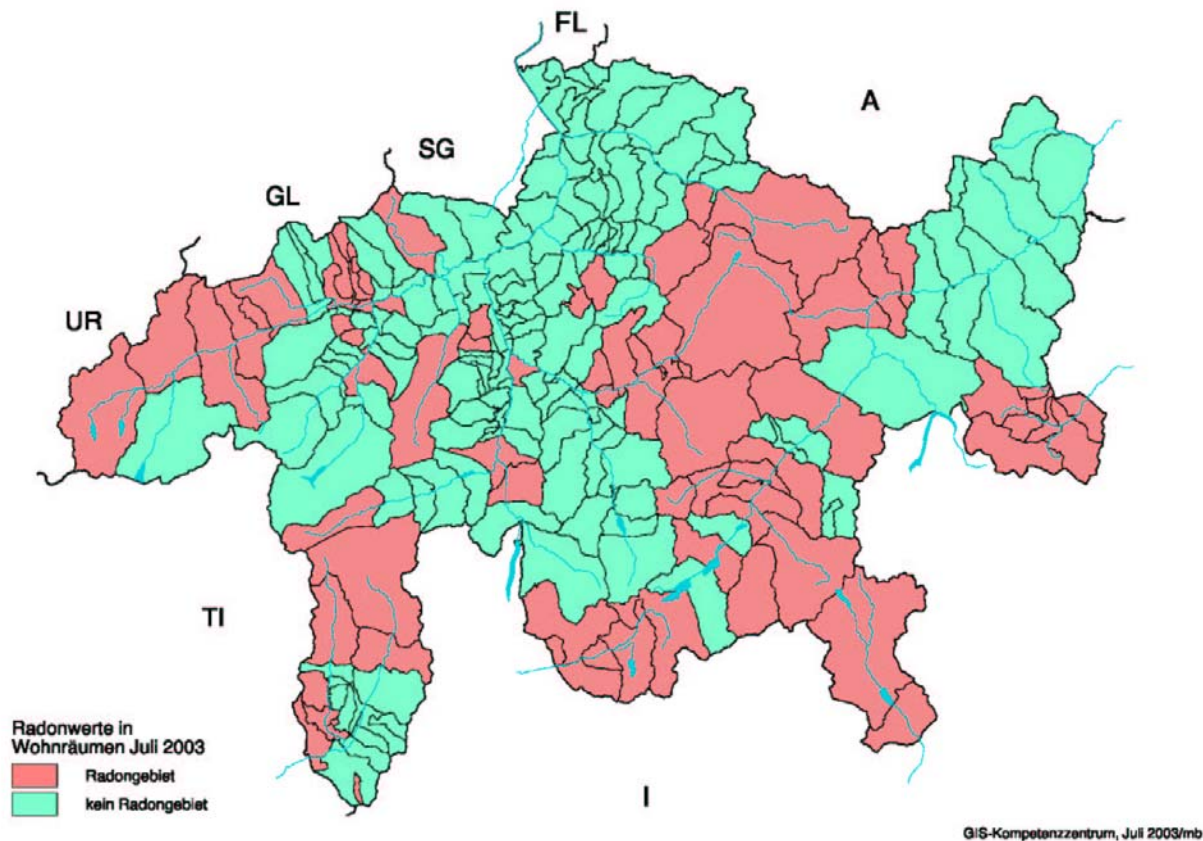 FL
A
SG
GL
UR
TI
Radonwerte in
Wohnräumen Juli 2003
Radongebiet
kein Radongebiet
I
GIS-Kompetenzzentrum, Juli 2003/mb